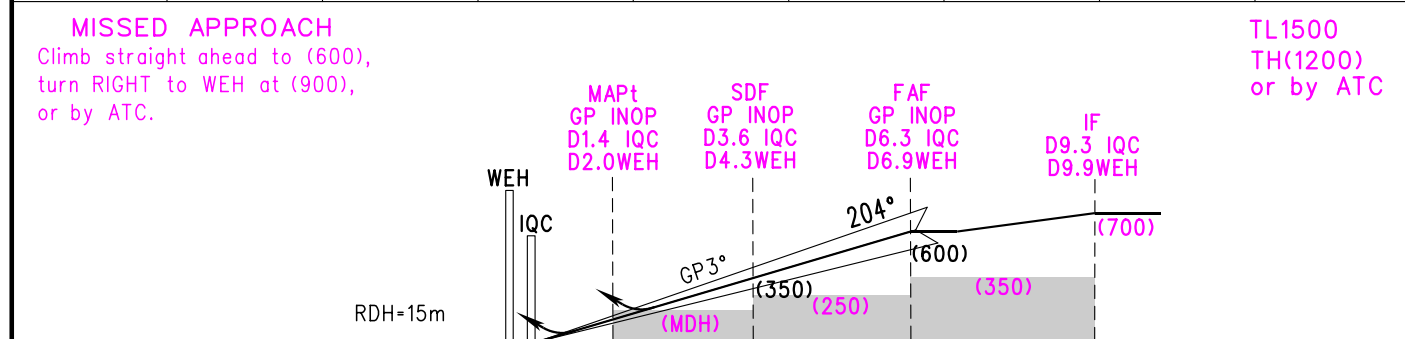 MISSED APPROACH
Climb straight ahead to (600),
turn RIGHT to WEH at (900),
or by ATC.
TL1500
TH(1200)
or by ATC
MAPt
GP INOP
D1.4 IQC
D2.0WEH
SDF
GP INOP
D3.6 IQC
D4.3WEH
FAF
GP INOP
D6.3 IQC
D6.9WEH
IF
D9.3 IQC
D9.9WEH
WEH
IQC
204°
GP3°
(700)
(600)
(350)
(350)
(250)
(MDH)
RDH=15m